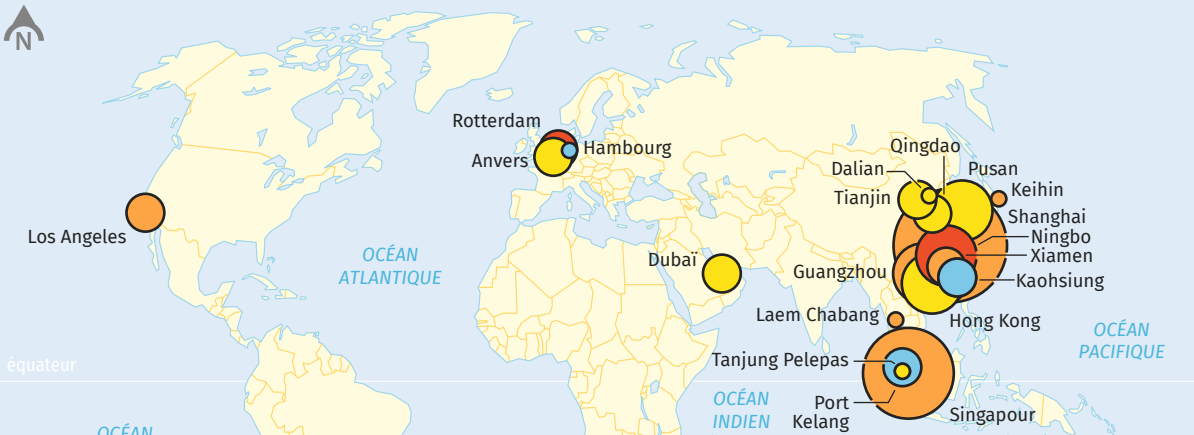 N
Rotterdam
Anvers
Hambourg
Los Angeles
OCÉAN
ATLANTIQUE
Dubaï
Qingdao
Dalian
Pusan
Tianjin
Keihin
Shanghai
Ningbo
Xiamen
Guangzhou
Kaohsiung
Laem Chabang
Hong Kong
OCÉAN
PACIFIQUE
équateur
Tanjung Pelepas
OCÉAN
INDIEN
Port
Kelang
Singapour
OCÉAN